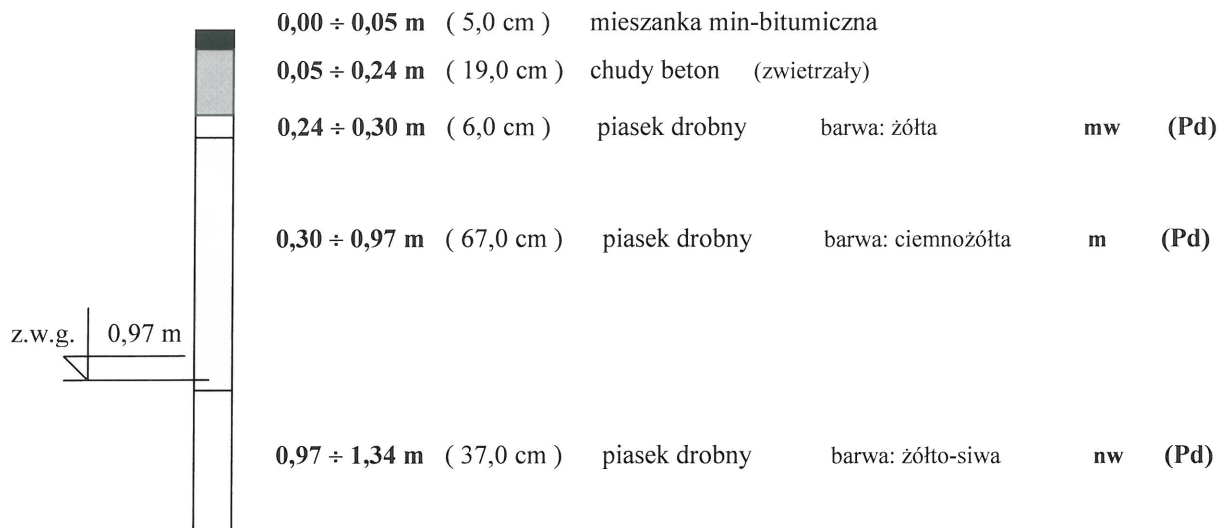 0,00 ÷ 0,05 m ( 5,0 cm ) mieszanka min-bitumiczna
0,05 ÷ 0,24 m ( 19,0 cm ) chudy beton (zwietrzały)
0,24 ÷ 0,30 m ( 6,0 cm ) piasek drobny barwa: żółta mw (Pd)
0,30 ÷ 0,97 m ( 67,0 cm ) piasek drobny barwa: ciemnożółta m (Pd)
z.w.g. 0,97 m
0,97 ÷ 1,34 m ( 37,0 cm ) piasek drobny barwa: żółto-siwa nw (Pd)